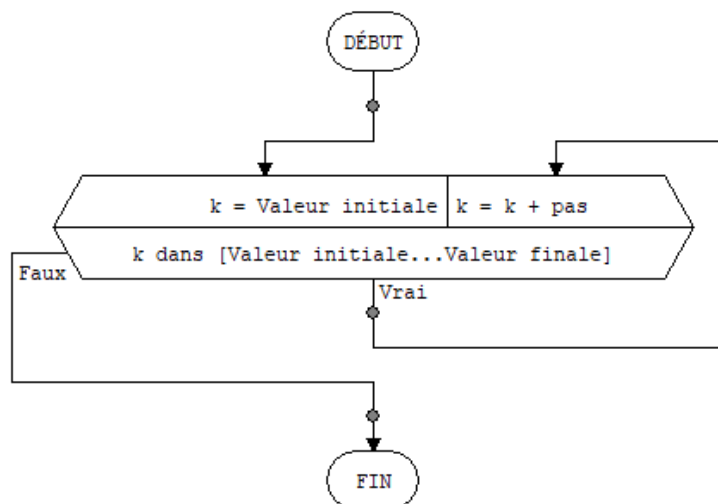 DÉBUT
k = Valeur initiale
k = k + pas
k dans [Valeur initiale...Valeur finale]
Faux
Vrai
FIN